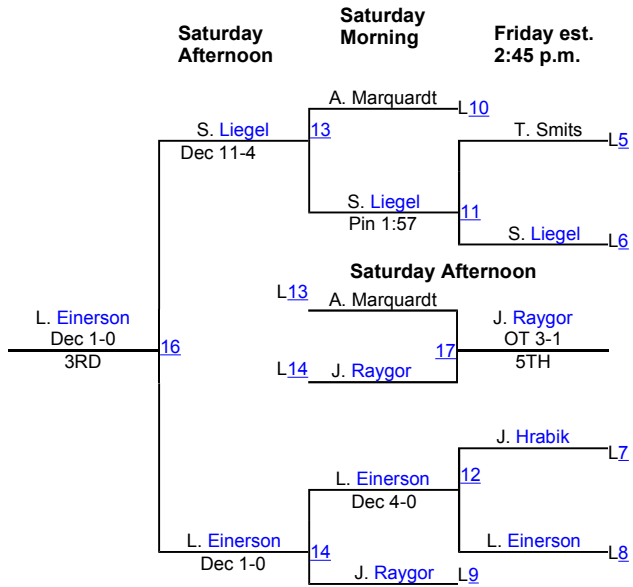 Saturday Afternoon
Saturday Morning
Friday est. 2:45 p.m.
A. Marquardt
L10
S. Liegel
13
T. Smits
L5
Dec 11-4
S. Liegel
11
Pin 1:57
S. Liegel
L6
Saturday Afternoon
L13
A. Marquardt
L. Einerson
J. Raygor
Dec 1-0
16
17
OT 3-1
3RD
L14
J. Raygor
5TH
J. Hrabik
L7
L. Einerson
12
Dec 4-0
L. Einerson
14
L. Einerson
L8
Dec 1-0
J. Raygor
L9